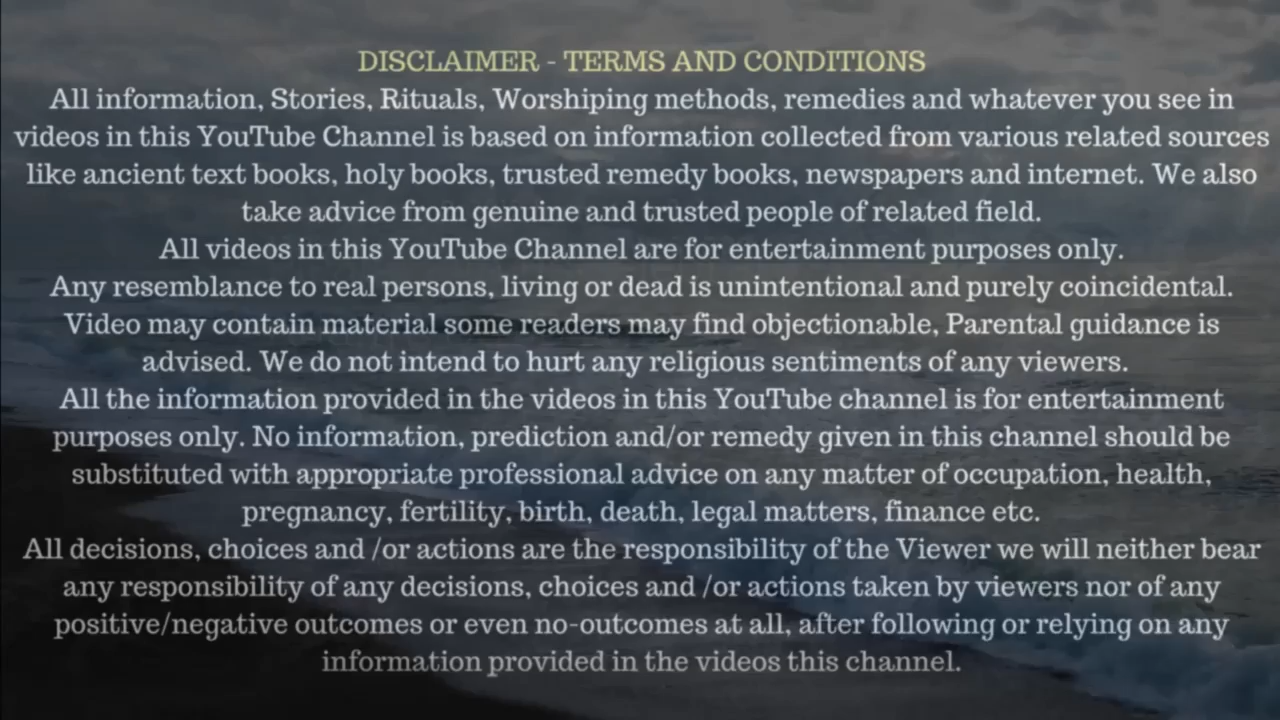 DISCLAIMER - TERMS AND CONDITIONS
All information, Stories, Rituals, Worshiping methods, remedies and whatever you see in
videos in this YouTube Channel is based on information collected from various related sources
like ancient text books, holy books, trusted remedy books, newspapers and internet. We also
take advice from genuine and trusted people of related field.
All videos in this YouTube Channel are for entertainment purposes only.
Any resemblance to real persons, living or dead is unintentional and purely coincidental.
Video may contain material some readers may find objectionable, Parental guidance is
advised. We do not intend to hurt any religious sentiments of any viewers.
All the information provided in the videos in this YouTube channel is for entertainment
purposes only. No information, prediction and/or remedy given in this channel should be
substituted with appropriate professional advice on any matter of occupation, health,
pregnancy, fertility, birth, death, legal matters, finance etc.
All decisions, choices and /or actions are the responsibility of the Viewer we will neither bear
any responsibility of any decisions, choices and /or actions taken by viewers nor of any
positive/negative outcomes or even no-outcomes at all, after following or relying on any
information provided in the videos this channel.